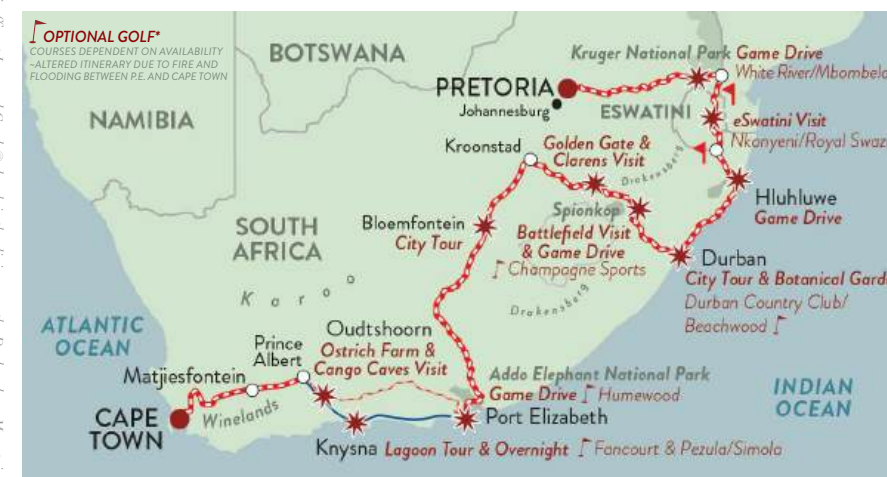 OPTIONAL GOLF*
COURSES DEPENDENT ON AVAILABILITY
~ALTERED ITINERARY DUE TO FIRE AND
FLOODING BETWEEN P.E. AND CAPE TOWN
BOTSWANA
NAMIBIA
SOUTH
AFRICA
Karoo
Kruger National Park Game Drive
White River/Mbombela
PRETORIA
Johannesburg
ESWATINI
eSwatini Visit
Nkonyeni/Royal Swaz
Kroonstad
Golden Gate &
Clarens Visit
Drakensberg
Hluhluwe
Game Drive
Bloemfontein
City Tour
Spionkop
Battlefield Visit
& Game Drive
Champagne Sports
Durban
City Tour & Botanical Garde
Durban Country Club/
Beachwood
Drakensberg
ATLANTIC
OCEAN
Oudtshoorn
Ostrich Farm &
Cango Caves Visit
Prince
Albert
Matjiesfontein
Winelands
CAPE
TOWN
Addo Elephant National Park
Game Drive Humewood
Port Elizabeth
INDIAN
OCEAN
Knysna Lagoon Tour & Overnight Fancourt & Pezula/Simola